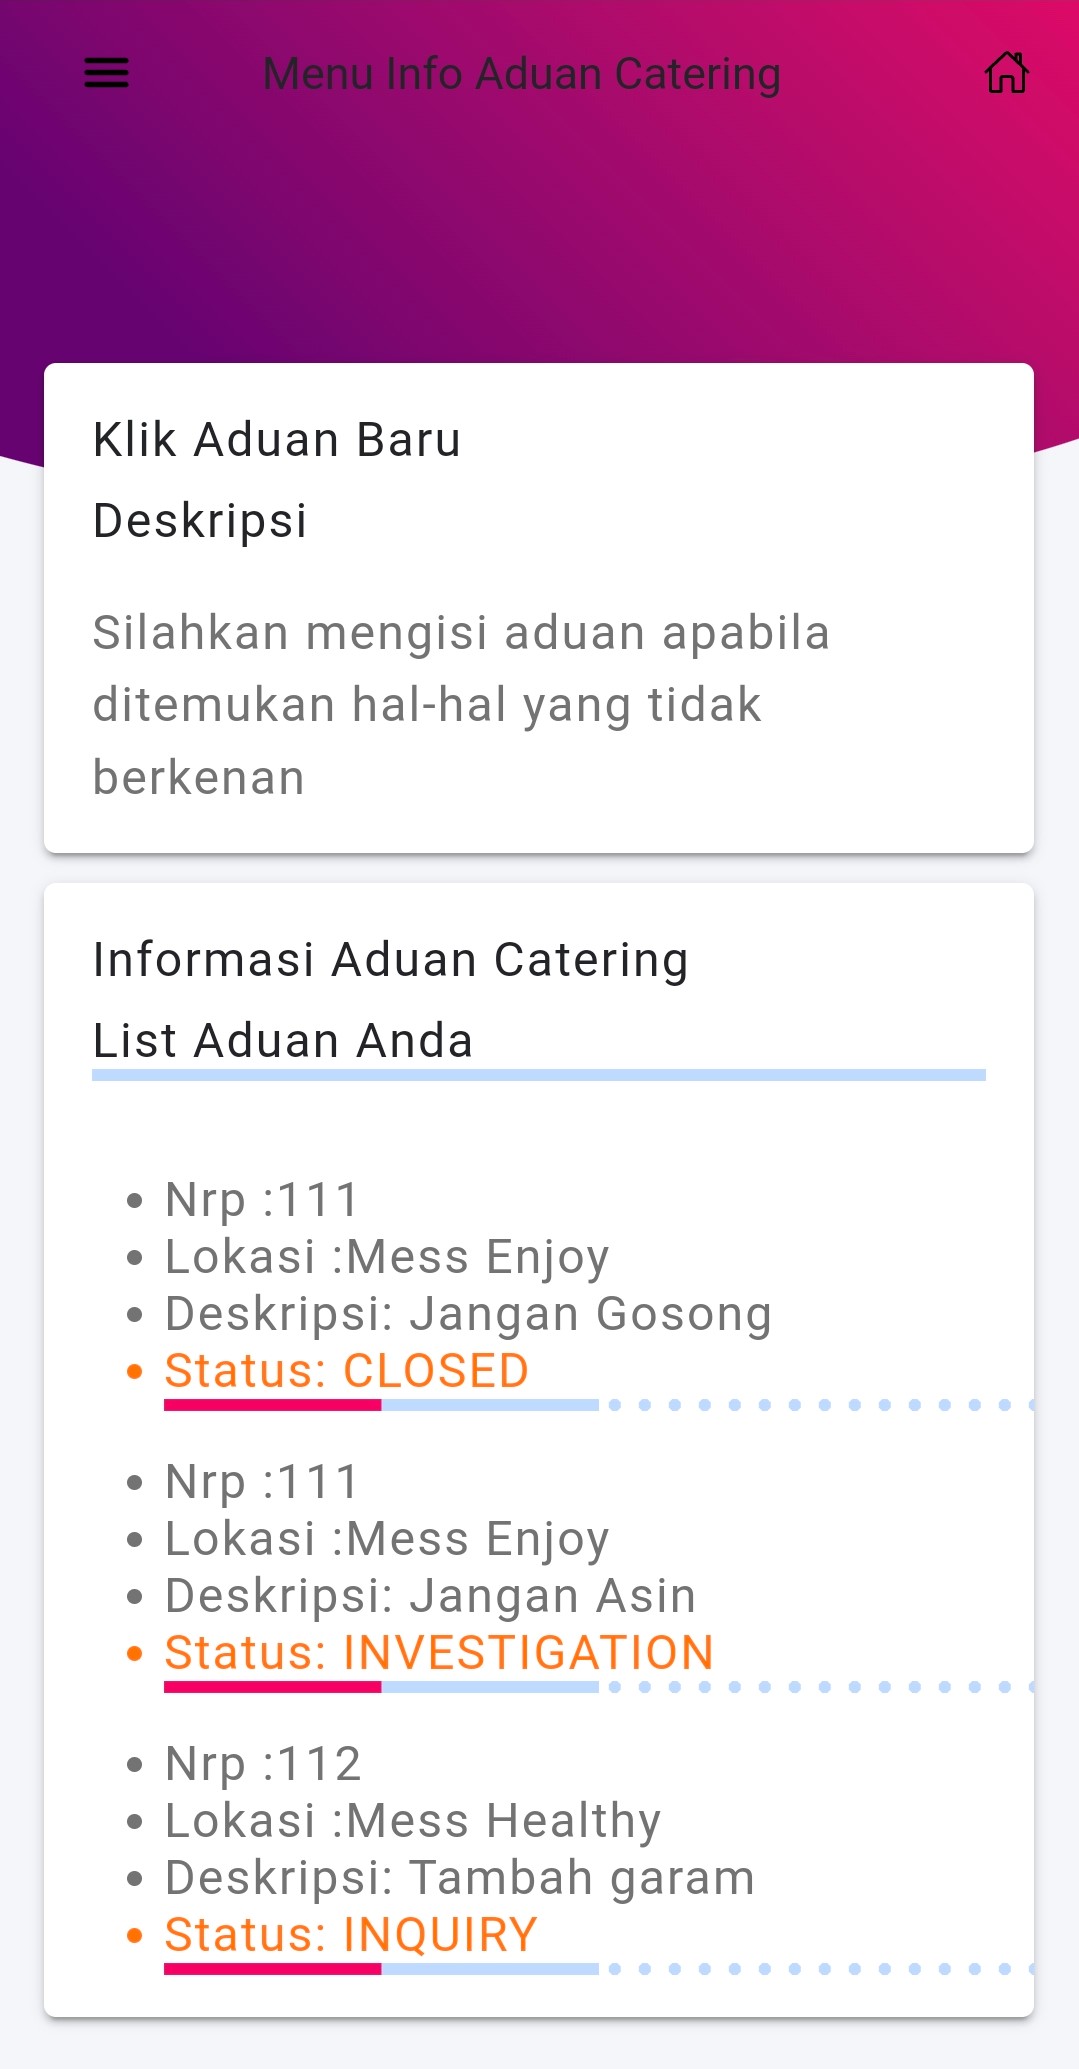 Menu Info Aduan Catering
Klik Aduan Baru
Deskripsi
Silahkan mengisi aduan apabila
ditemukan hal-hal yang tidak
berkenan
Informasi Aduan Catering
List Aduan Anda
Nrp :111
Lokasi :Mess Enjoy
Deskripsi: Jangan Gosong
Status: CLOSED
Nrp :111
Lokasi :Mess Enjoy
Deskripsi: Jangan Asin
Status: INVESTIGATION
Nrp :112
Lokasi :Mess Healthy
Deskripsi: Tambah garam
Status: INQUIRY